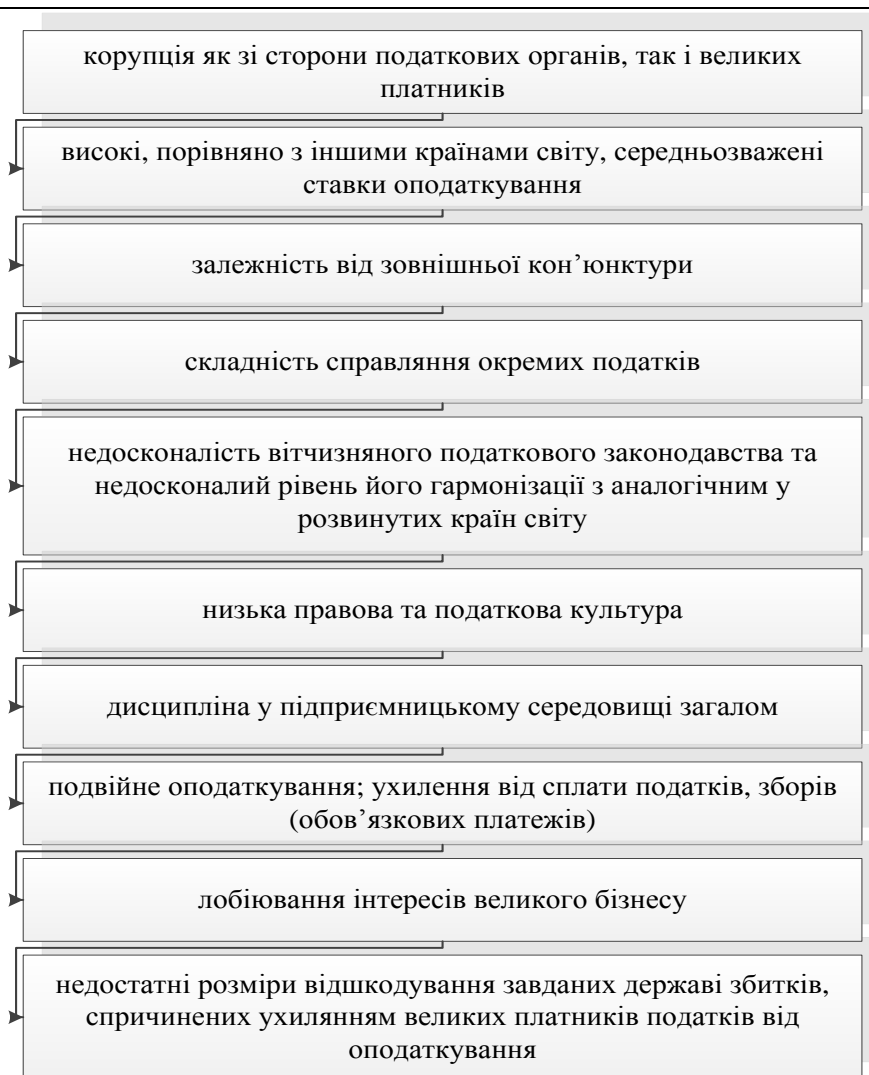 корупція як зі сторони податкових органів, так і великих
платників
високі, порівняно з іншими країнами світу, середньозважені
ставки оподаткування
залежність від зовнішньої кон’юнктури
складність справляння окремих податків
недосконалість вітчизняного податкового законодавства та
недосконалий рівень його гармонізації з аналогічним у
розвинутих країн світу
низька правова та податкова культура
дисципліна у підприємницькому середовищі загалом
подвійне оподаткування; ухилення від сплати податків, зборів
(обов’язкових платежів)
лобіювання інтересів великого бізнесу
недостатні розміри відшкодування завданих державі збитків,
спричинених ухилянням великих платників податків від
оподаткування